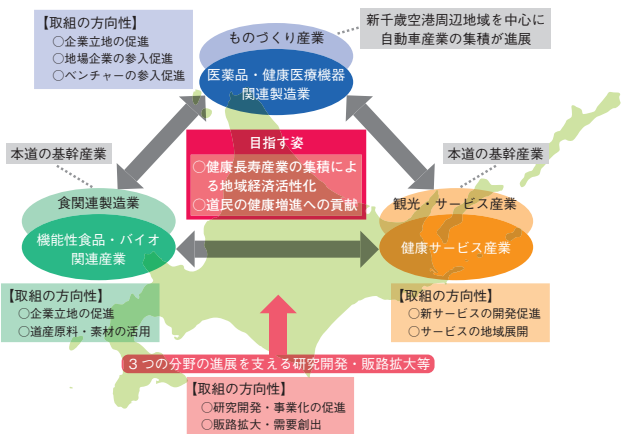 【取組の方向性】
○企業立地の促進
○地場企業の参入促進
○ベンチャーの参入促進
ものづくり産業
医薬品・健康医療機器
関連製造業
新千歳空港周辺地域を中心に
自動車産業の集積が進展
目指す姿
○健康長寿産業の集積によ
る地域経済活性化
○道民の健康増進への貢献
本道の基幹産業
食関連製造業
機能性食品・バイオ
関連産業
【取組の方向性】
○企業立地の促進
○道産原料・素材の活用
本道の基幹産業
観光・サービス産業
健康サービス産業
【取組の方向性】
○新サービスの開発促進
○サービスの地域展開
3つの分野の進展を支える研究開発・販路拡大等
【取組の方向性】
○研究開発・事業化の促進
○販路拡大・需要創出